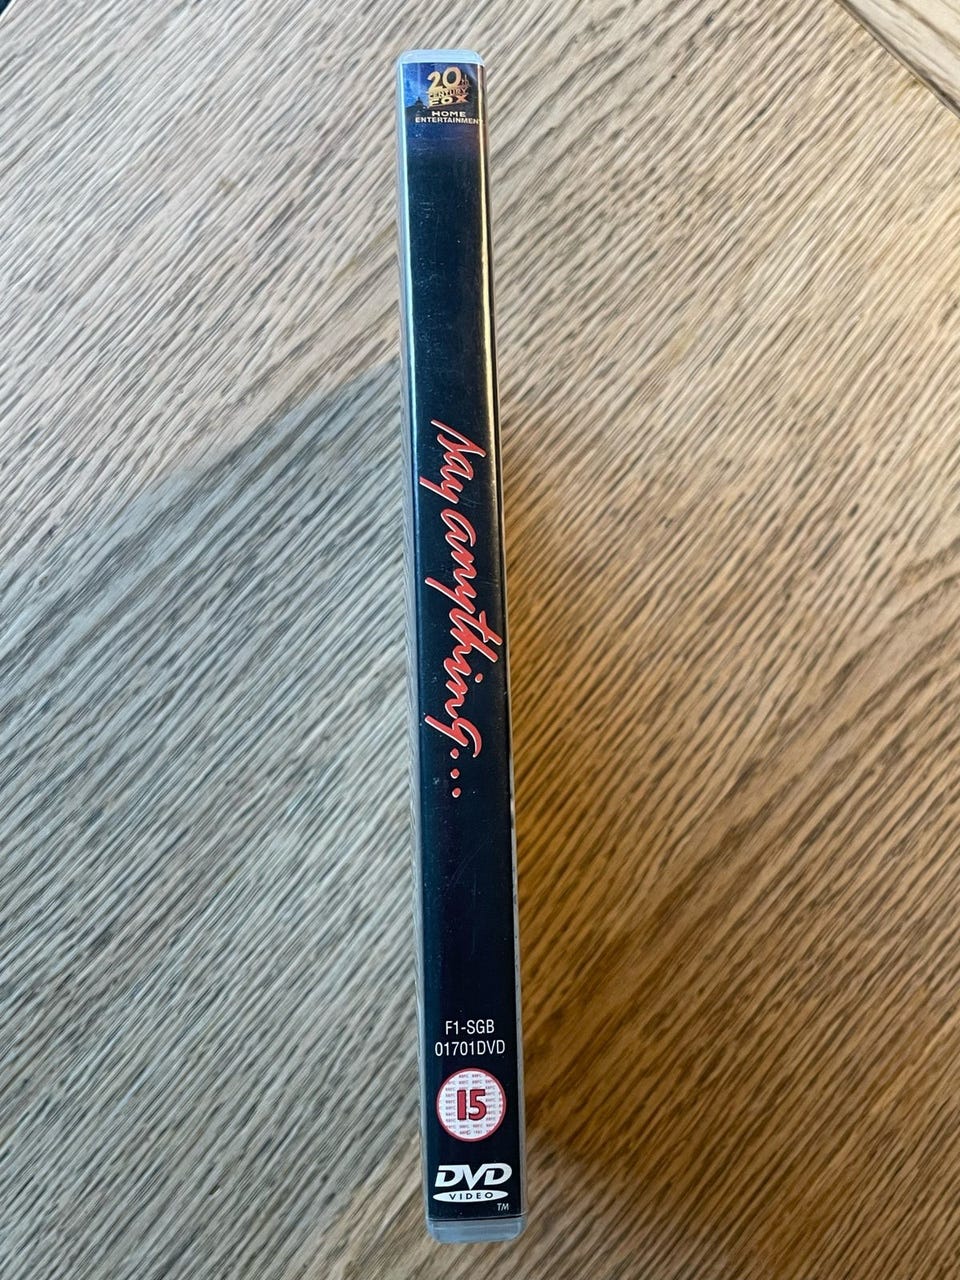 20th
CENTURY
FOX
HOME
ENTERTAINMENT
Say anything...
F1-SGB
01701DVD
15
DVD
VIDEO
TM